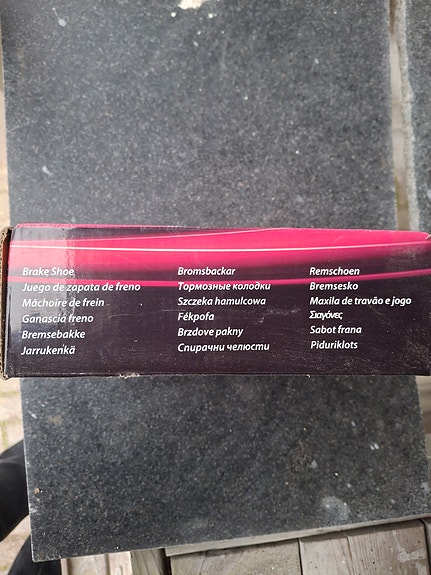 Brake Shoe
Juego de zapata de freno
Mâchoire de frein
Ganascia freno
Bremsebakke
Jarrukenkä
Bromsbackar
Тормозные колодки
Szczeka hamulcowa
Fékpofa
Brzdove pakny
Спирачни челюсти
Remschoen
Bremsesko
Maxila de travão e jogo
Σιαγόνες
Sabot frana
Piduriklots